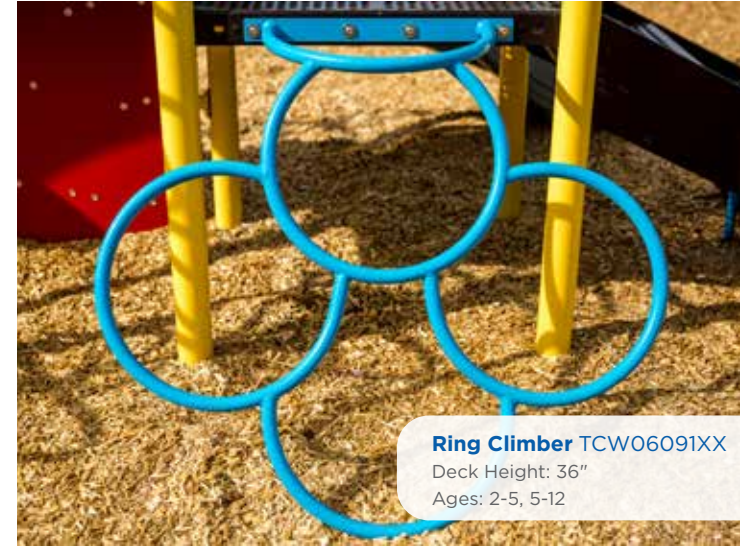 Ring Climber TCW06091XX
Deck Height: 36"
Ages: 2-5, 5-12